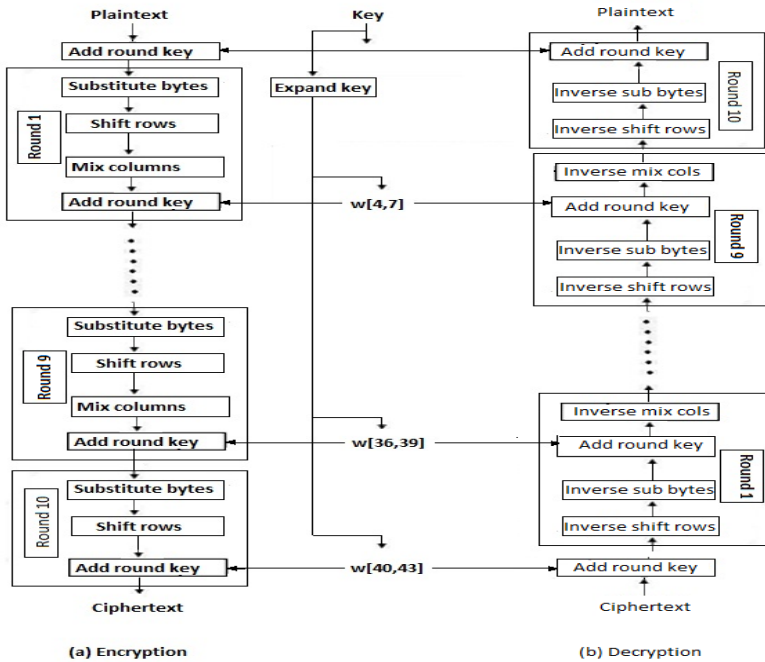 Plaintext
Add round key
Round 1
Substitute bytes
Shift rows
Mix columns
Add round key
Round 9
Substitute bytes
Shift rows
Mix columns
Add round key
Round 10
Substitute bytes
Shift rows
Add round key
Ciphertext
(a) Encryption
Key
Expand key
w[4,7]
w[36,39]
w[40,43]
Plaintext
Add round key
Inverse sub bytes
Inverse shift rows
Round 10
Inverse mix cols
Add round key
Inverse sub bytes
Inverse shift rows
Round 9
Inverse mix cols
Add round key
Inverse sub bytes
Inverse shift rows
Round 1
Add round key
Ciphertext
(b) Decryption